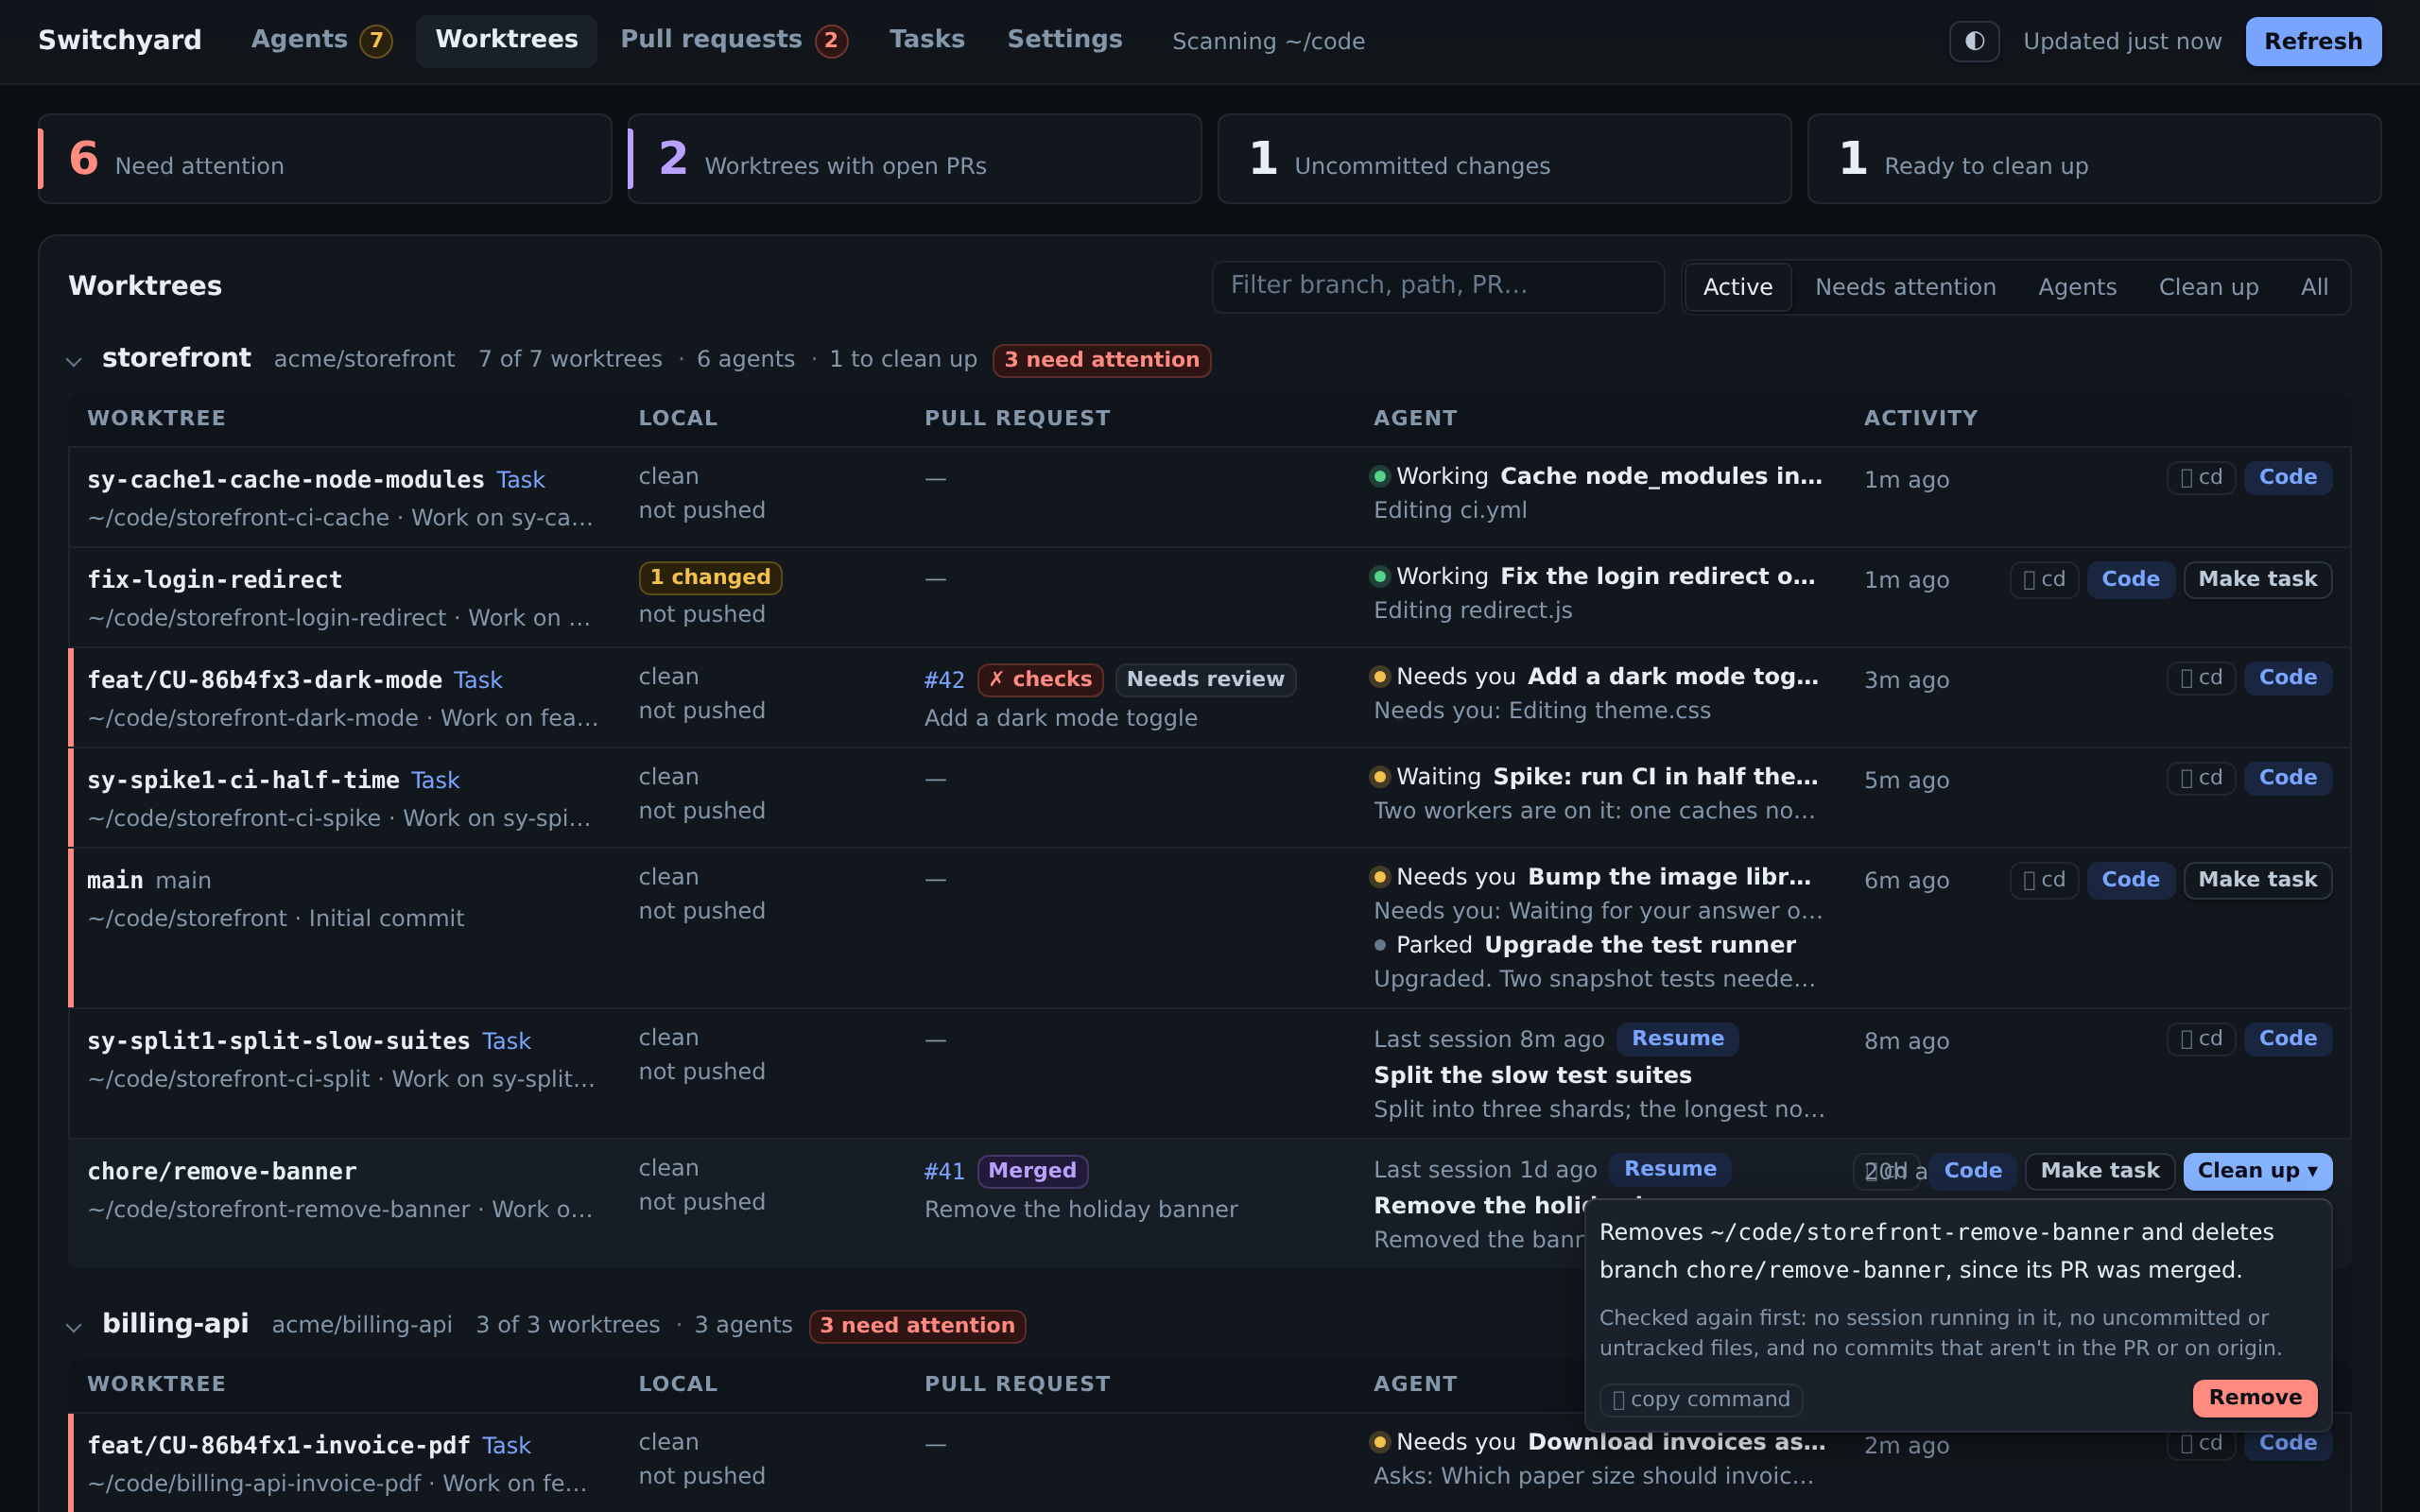 Switchyard Agents 7 Worktrees Pull requests 2 Tasks Settings Scanning ~/code Updated just now Refresh
6 Need attention
2 Worktrees with open PRs
1 Uncommitted changes
1 Ready to clean up
Worktrees Filter branch, path, PR... Active Needs attention Agents Clean up All
storefront acme/storefront 7 of 7 worktrees · 6 agents · 1 to clean up 3 need attention
WORKTREE LOCAL PULL REQUEST AGENT ACTIVITY
sy-cache1-cache-node-modules Task clean — Working Cache node_modules in... 1m ago cd Code
~/code/storefront-ci-cache · Work on sy-ca... not pushed Editing ci.yml
fix-login-redirect 1 changed — Working Fix the login redirect o... 1m ago cd Code Make task
~/code/storefront-login-redirect · Work on ... not pushed Editing redirect.js
feat/CU-86b4fx3-dark-mode Task clean #42 ✗ checks Needs review Needs you Add a dark mode tog... 3m ago cd Code
~/code/storefront-dark-mode · Work on fea... not pushed Add a dark mode toggle Needs you: Editing theme.css
sy-spike1-ci-half-time Task clean — Waiting Spike: run CI in half the... 5m ago cd Code
~/code/storefront-ci-spike · Work on sy-spi... not pushed Two workers are on it: one caches no...
main main clean — Needs you Bump the image libr... 6m ago cd Code Make task
~/code/storefront · Initial commit not pushed Needs you: Waiting for your answer o...
Parked Upgrade the test runner
Upgraded. Two snapshot tests neede...
sy-split1-split-slow-suites Task clean — Last session 8m ago Resume 8m ago cd Code
~/code/storefront-ci-split · Work on sy-split... not pushed Split the slow test suites
Split into three shards; the longest no...
chore/remove-banner clean #41 Merged Last session 1d ago Resume 20h a cd Code Make task Clean up ▾
~/code/storefront-remove-banner · Work o... not pushed Remove the holiday banner Remove the
Removed the
Removes ~/code/storefront-remove-banner and deletes
branch chore/remove-banner, since its PR was merged.
Checked again first: no session running in it, no uncommitted or
untracked files, and no commits that aren't in the PR or on origin.
copy command Remove
billing-api acme/billing-api 3 of 3 worktrees · 3 agents 3 need attention
WORKTREE LOCAL PULL REQUEST AGENT
feat/CU-86b4fx1-invoice-pdf Task clean — Needs you Download invoices as... 2m ago cd Code
~/code/billing-api-invoice-pdf · Work on fe... not pushed Asks: Which paper size should invoic...